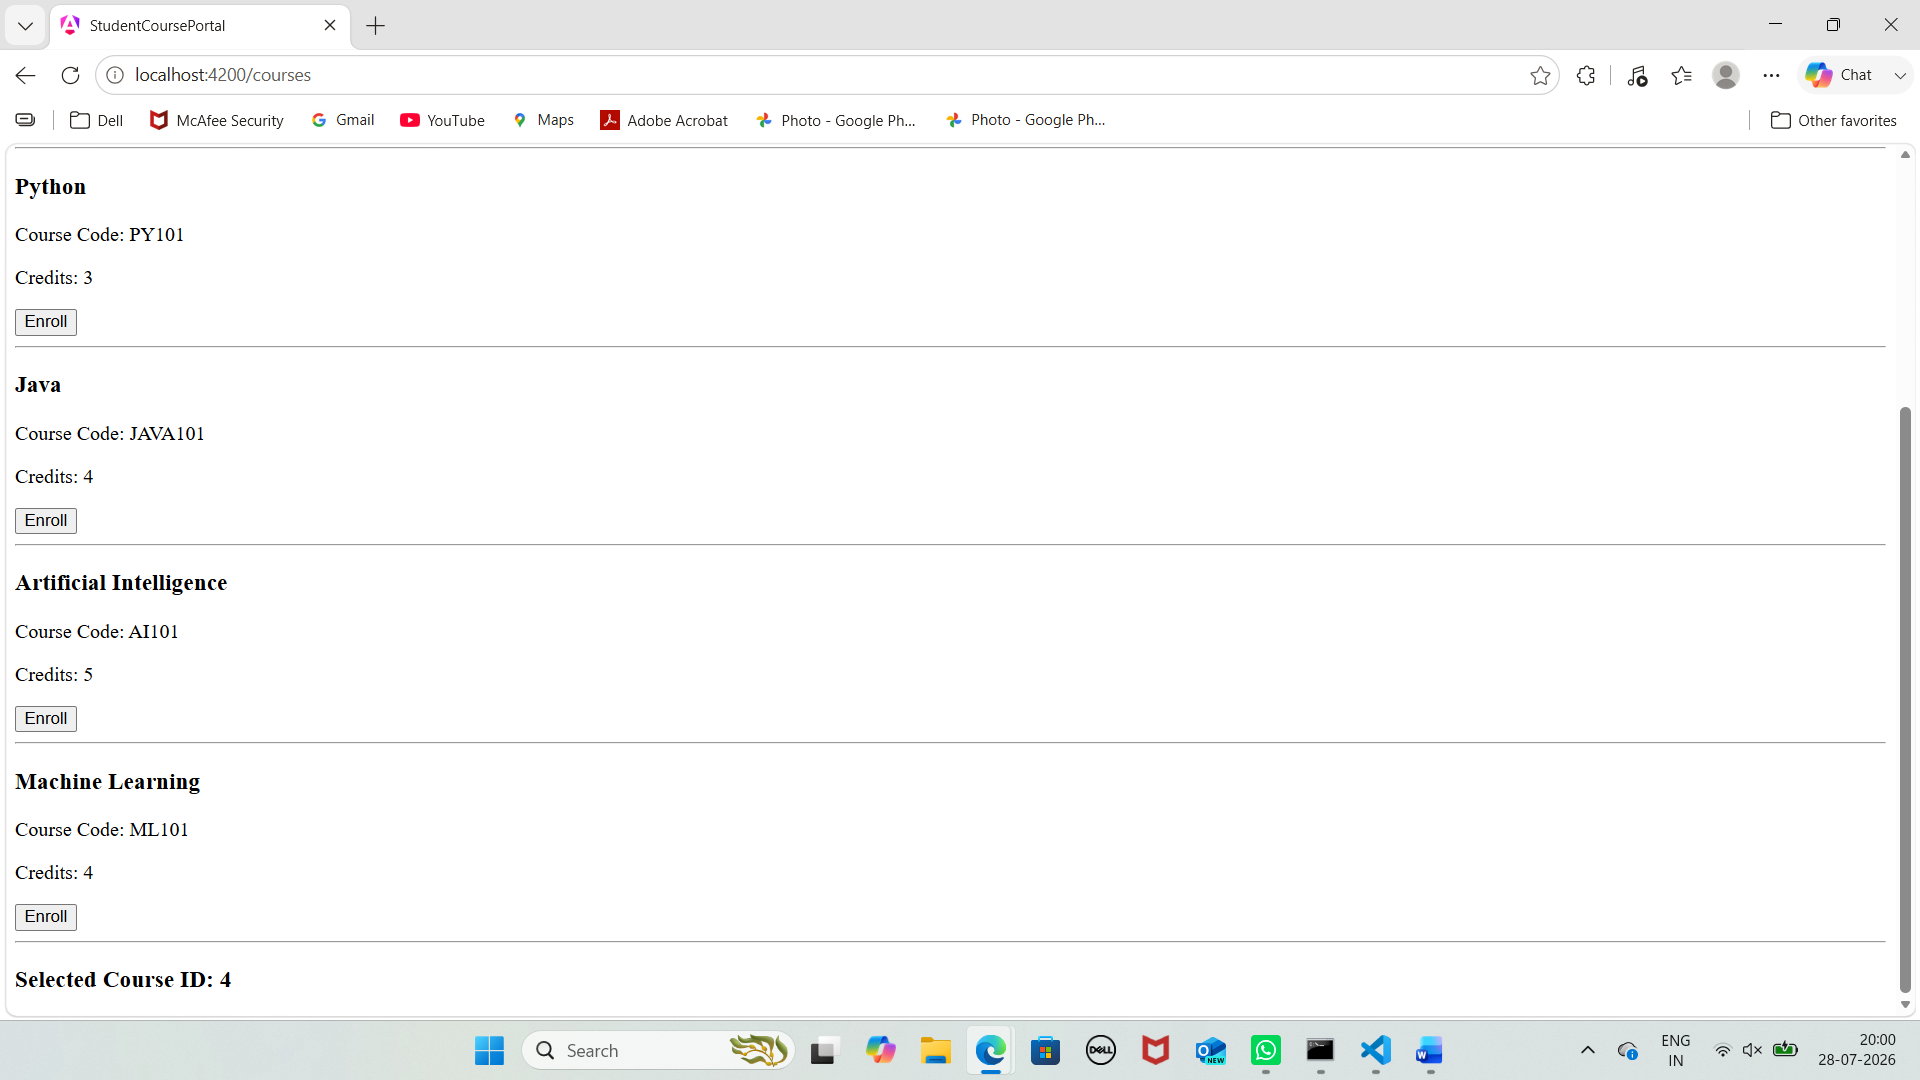 StudentCoursePortal
localhost:4200/courses
Chat
Dell
McAfee Security
Gmail
YouTube
Maps
Adobe Acrobat
Photo - Google Ph...
Photo - Google Ph...
Other favorites
Python
Course Code: PY101
Credits: 3
Enroll
Java
Course Code: JAVA101
Credits: 4
Enroll
Artificial Intelligence
Course Code: AI101
Credits: 5
Enroll
Machine Learning
Course Code: ML101
Credits: 4
Enroll
Selected Course ID: 4
Search
DELL
NEW
W
ENG
IN
20:00
28-07-2026